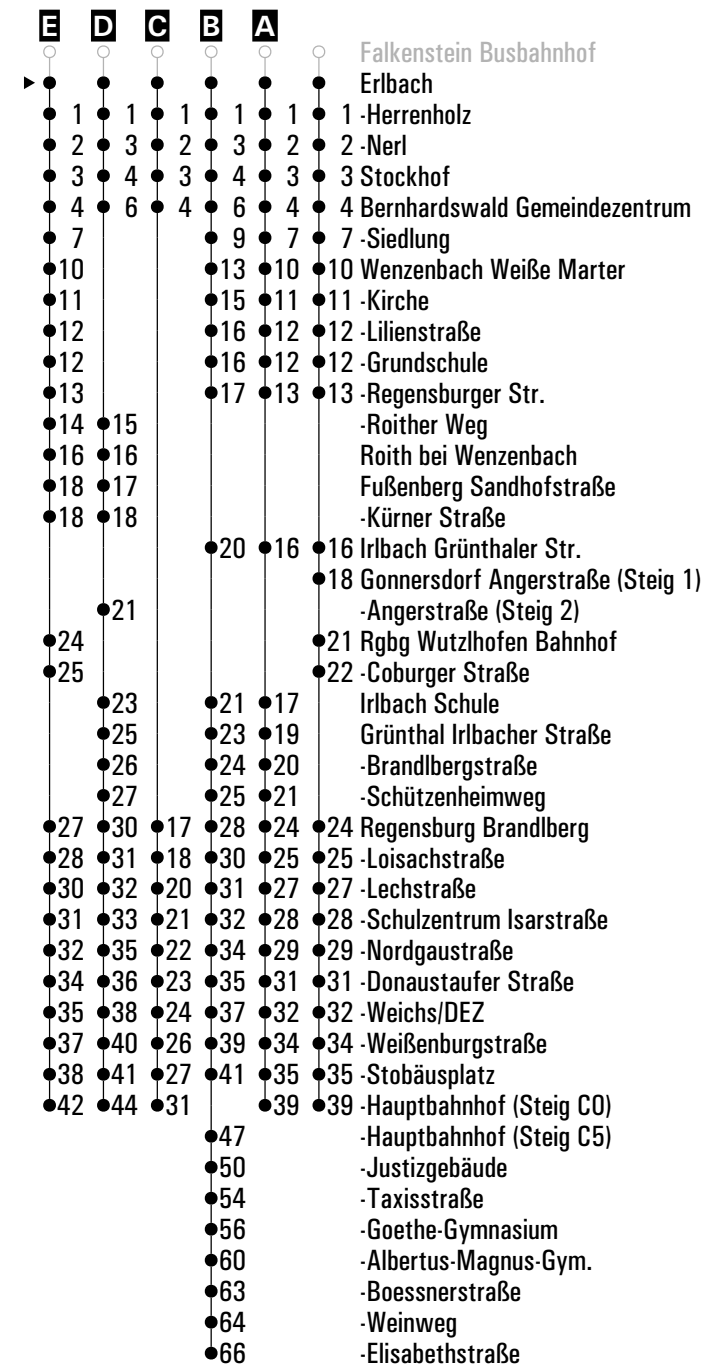 E D C B A
Falkenstein Busbahnhof
Erlbach
1 1 1 1 1 1 -Herrenholz
2 3 2 3 2 2 -Nerl
3 4 3 4 3 3 Stockhof
4 6 4 6 4 4 Bernhardswald Gemeindezentrum
7 9 7 7 -Siedlung
10 13 10 10 Wenzenbach Weiße Marter
11 15 11 11 -Kirche
12 16 12 12 -Lilienstraße
12 16 12 12 -Grundschule
13 17 13 13 -Regensburger Str.
14 15 -Roither Weg
16 16 Roith bei Wenzenbach
18 17 Fußenberg Sandhofstraße
18 18 -Kürner Straße
20 16 16 Irlbach Grünthaler Str.
18 Gonnersdorf Angerstraße (Steig 1)
21 -Angerstraße (Steig 2)
24 21 Rgbg Wutzlhofen Bahnhof
25 22 -Coburger Straße
23 21 17 Irlbach Schule
25 23 19 Grünthal Irlbacher Straße
26 24 20 -Brandlbergstraße
27 25 21 -Schützenheimweg
27 30 17 28 24 24 Regensburg Brandlberg
28 31 18 30 25 25 -Loisachstraße
30 32 20 31 27 27 -Lechstraße
31 33 21 32 28 28 -Schulzentrum Isarstraße
32 35 22 34 29 29 -Nordgaustraße
34 36 23 35 31 31 -Donaustaufer Straße
35 38 24 37 32 32 -Weichs/DEZ
37 40 26 39 34 34 -Weißenburgstraße
38 41 27 41 35 35 -Stobäusplatz
42 44 31 39 39 -Hauptbahnhof (Steig C0)
47 -Hauptbahnhof (Steig C5)
50 -Justizgebäude
54 -Taxisstraße
56 -Goethe-Gymnasium
60 -Albertus-Magnus-Gym.
63 -Boessnerstraße
64 -Weinweg
66 -Elisabethstraße